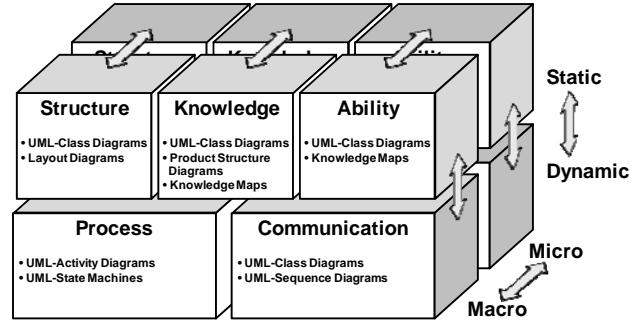 Structure
Knowledge
Ability
• UML-Class Diagrams
• Layout Diagrams
• UML-Class Diagrams
• Product Structure
Diagrams
• Knowledge Maps
• UML-Class Diagrams
• Knowledge Maps
Static
Dynamic
Process
Communication
• UML-Activity Diagrams
• UML-State Machines
• UML-Class Diagrams
• UML-Sequence Diagrams
Micro
Macro